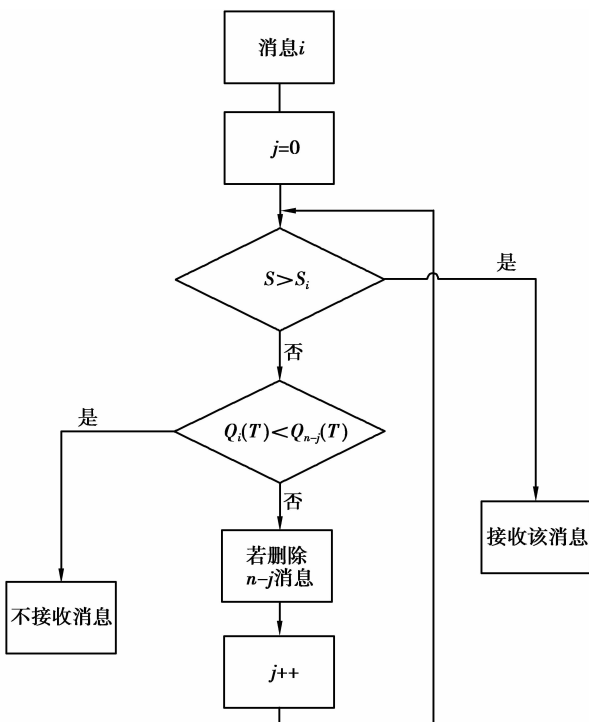 消息i
j=0
S>Si
是
否
Qi(T)<Qn-j(T)
是
否
接收该消息
若删除
n-j消息
不接收消息
j++